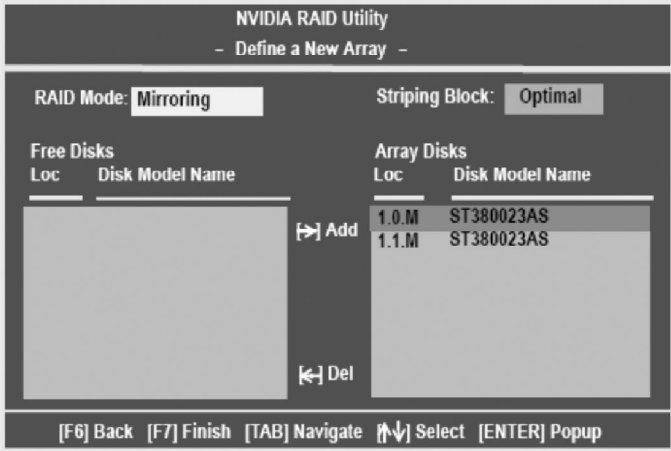 NVIDIA RAID Utility
- Define a New Array -
RAID Mode: Mirroring Striping Block: Optimal
Free Disks Array Disks
Loc Disk Model Name Loc Disk Model Name
1.0.M ST380023AS
[→] Add
1.1.M ST380023AS
[←] Del
[F6] Back [F7] Finish [TAB] Navigate [↑↓] Select [ENTER] Popup